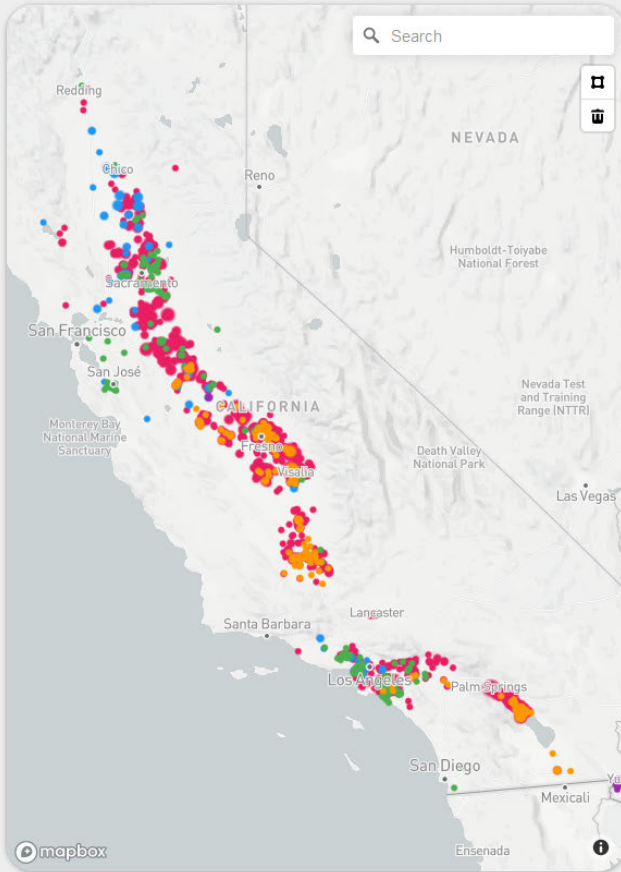 Search
Redding
NEVADA
Chico
Reno
Humboldt-Toiyabe
National Forest
Sacramento
San Francisco
San José
Nevada Test
and Training
Range (NTTR)
CALIFORNIA
Monterey Bay
National Marine
Sanctuary
Fresno
Death Valley
National Park
Visalia
Las Vegas
Lancaster
Santa Barbara
Los Angeles
Palm Springs
San Diego
Mexicali
Ensenada
mapbox